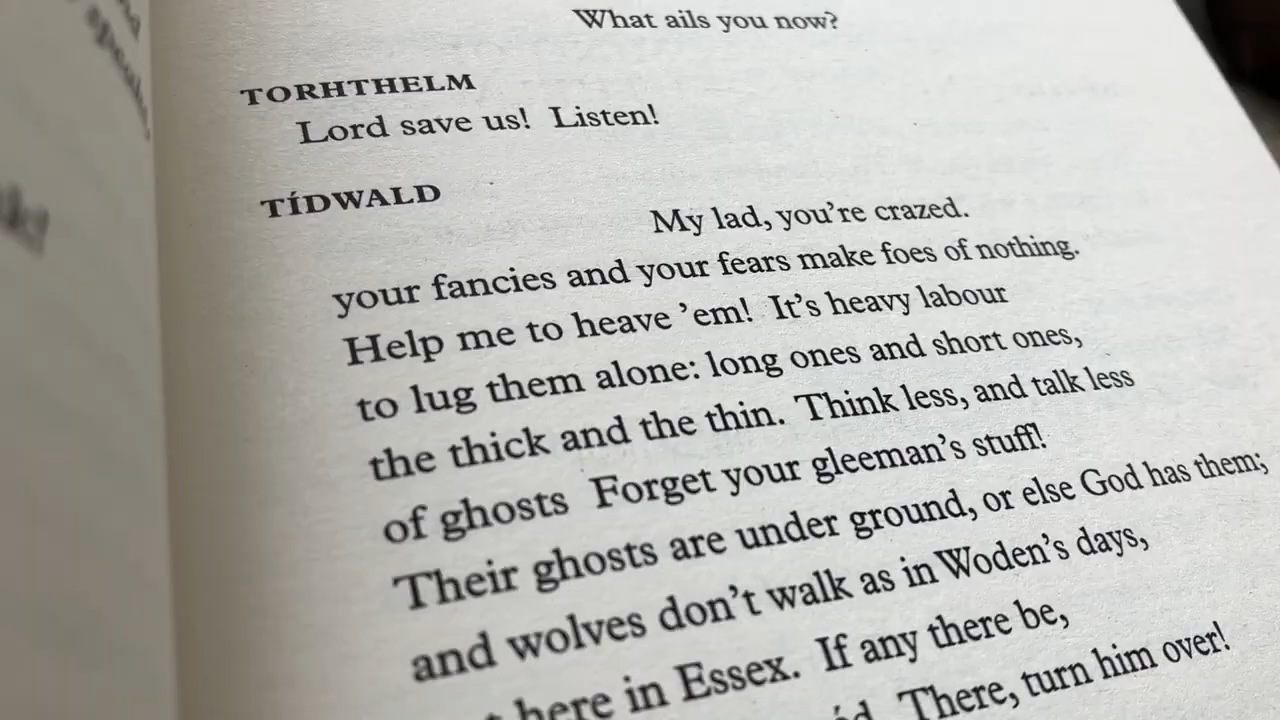 What ails you now?
TORHTHELM
Lord save us! Listen!
TÍDWALD
My lad, you're crazed.
your fancies and your fears make foes of nothing.
Help me to heave 'em! It's heavy labour
to lug them alone: long ones and short ones,
the thick and the thin. Think less, and talk less
of ghosts Forget your gleeman's stuff!
Their ghosts are under ground, or else God has them;
and wolves don't walk as in Woden's days,
here in Essex. If any there be,
There, turn him over!